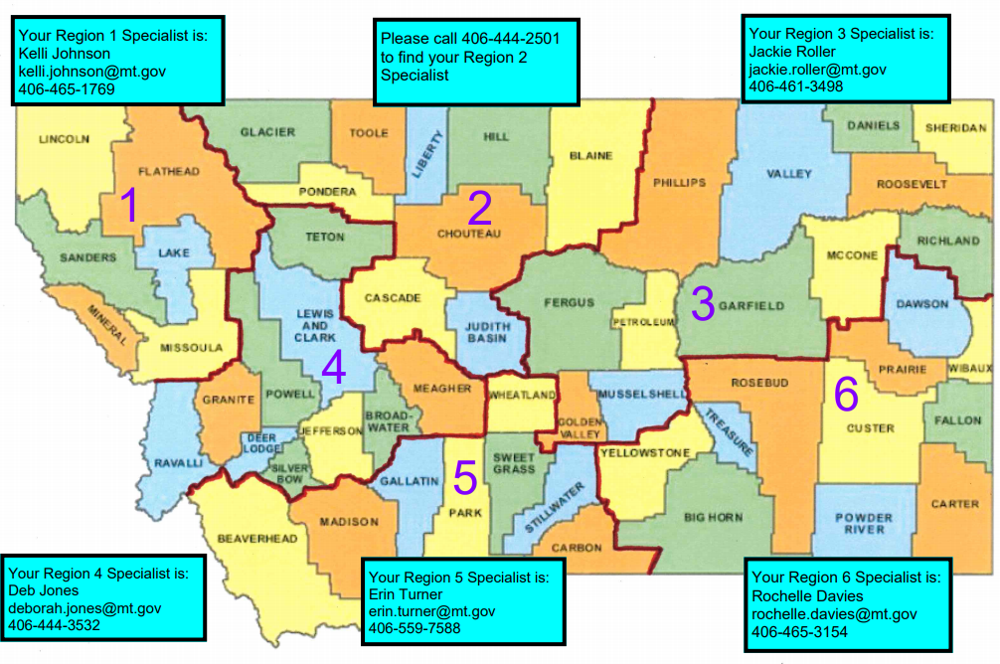 Your Region 1 Specialist is:
Kelli Johnson
kelli.johnson@mt.gov
406-465-1769
Please call 406-444-2501
to find your Region 2
Specialist
Your Region 3 Specialist is:
Jackie Roller
jackie.roller@mt.gov
406-461-3498
LINCOLN
FLATHEAD
GLACIER
TOOLE
LIBERTY
HILL
BLAINE
PHILLIPS
VALLEY
DANIELS
SHERIDAN
ROOSEVELT
PONDERA
1
2
CHOUTEAU
TETON
SANDERS
LAKE
RICHLAND
MCCONE
CASCADE
FERGUS
PETROLEUM
3
GARFIELD
DAWSON
MINERAL
MISSOULA
LEWIS
AND
CLARK
JUDITH
BASIN
4
PRAIRIE
WIBAUX
ROSEBUD
6
GRANITE
POWELL
MEAGHER
WHEATLAND
MUSSELSHELL
BROAD-
WATER
JEFFERSON
GOLDEN
VALLEY
TREASURE
CUSTER
FALLON
DEER
LODGE
RAVALLI
SILVER
BOW
GALLATIN
5
PARK
SWEET
GRASS
YELLOWSTONE
STILLWATER
BIG HORN
POWDER
RIVER
CARTER
BEAVERHEAD
MADISON
CARBON
Your Region 4 Specialist is:
Deb Jones
deborah.jones@mt.gov
406-444-3532
Your Region 5 Specialist is:
Erin Turner
erin.turner@mt.gov
406-559-7588
Your Region 6 Specialist is:
Rochelle Davies
rochelle.davies@mt.gov
406-465-3154